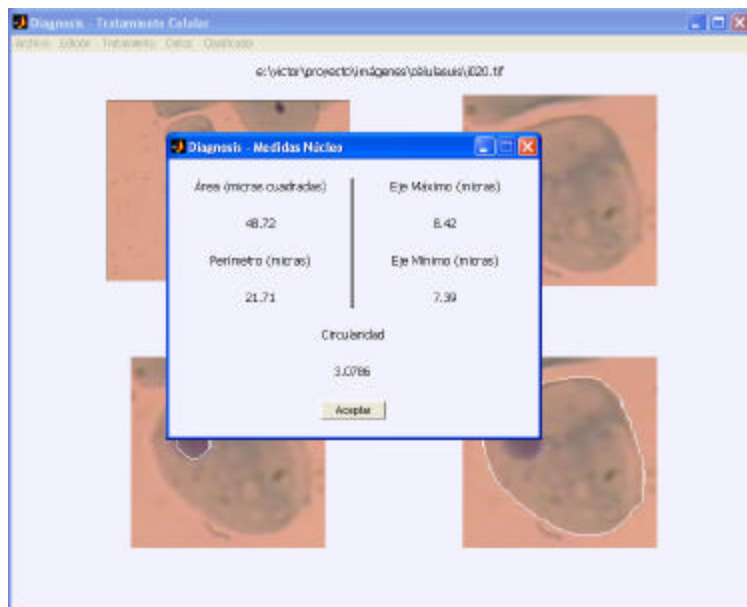 Diagnosis - Tratamiento Celular
Archivo Edición Tratamiento Datos Clasificador
e:\victor\proyecto\imágenes\célulasuis\i020.tif
Diagnosis - Medidas Núcleo
Área (micras cuadradas)
Eje Máximo (micras)
48.72
8.42
Perímetro (micras)
Eje Mínimo (micras)
21.71
7.39
Circularidad
3.0786
Aceptar